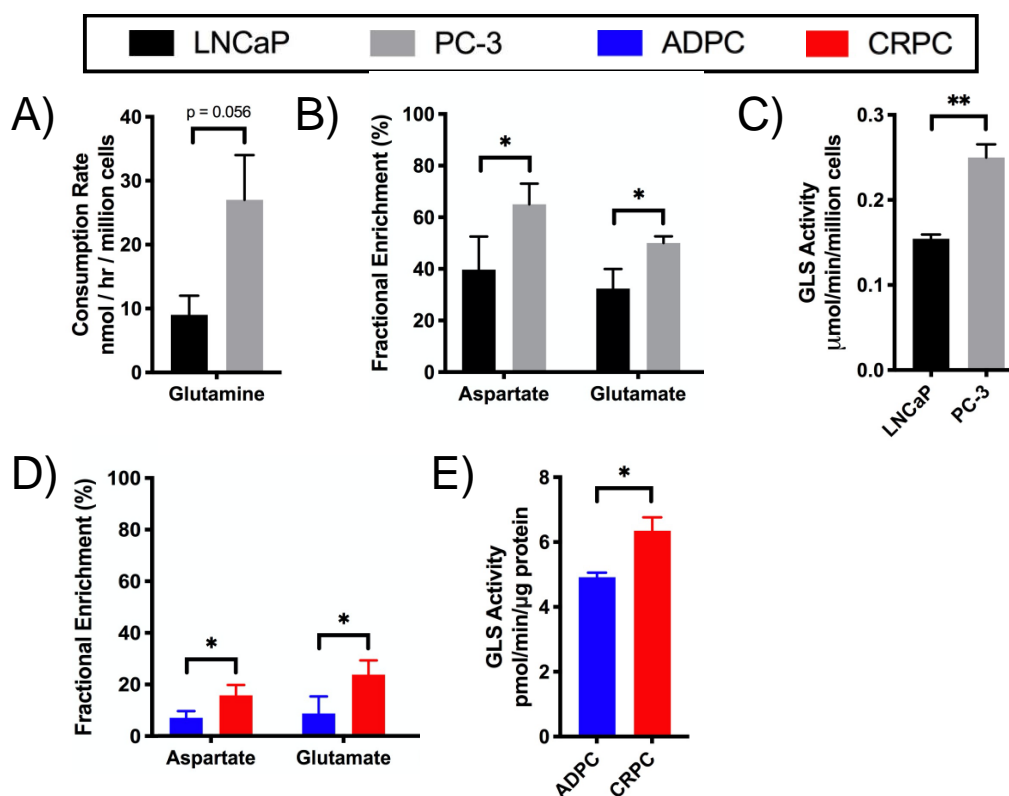 LNCaP PC-3 ADPC CRPC
A)
p = 0.056
Consumption Rate
nmol / hr / million cells
40
30
20
10
0
Glutamine
B)
Fractional Enrichment (%)
100
80
60
40
20
0
*
*
Aspartate Glutamate
C)
GLS Activity
μmol/min/million cells
0.3
0.2
0.1
0.0
**
LNCaP
PC-3
D)
Fractional Enrichment (%)
100
80
60
40
20
0
*
*
Aspartate Glutamate
E)
GLS Activity
pmol/min/μg protein
8
6
4
2
0
*
ADPC
CRPC